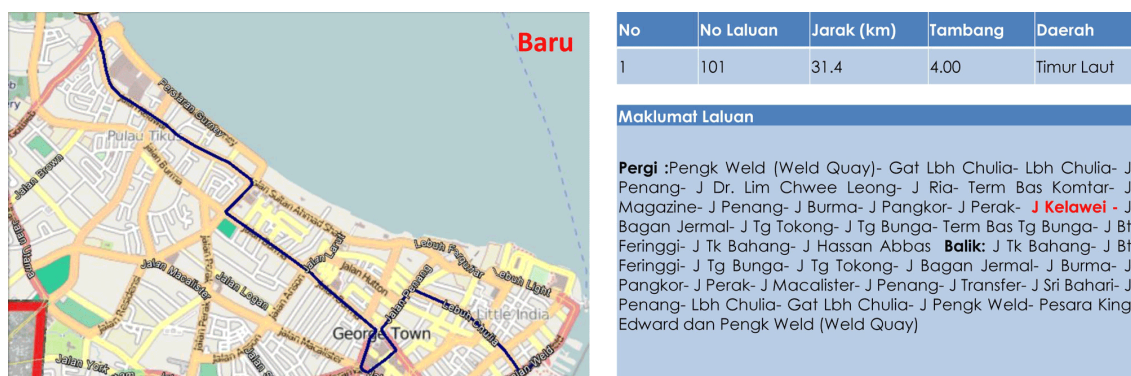 Baru
Persiaran Gurney
Pulau Tikus
Jalan Burma
Jalan Brown
Jalan Sultan Ahmad Shah
Jalan Utama
Jalan Macalister
Jalan Logan
Jalan Larut
Jalan Hutton
Jalan Penang
Lebuh Farquhar
Lebuh Light
Lebuh Chulia
Little India
George Town
Jalan Macalister
Jalan York
No No Laluan Jarak (km) Tambang Daerah
1 101 31.4 4.00 Timur Laut
Maklumat Laluan
Pergi :Pengk Weld (Weld Quay)- Gat Lbh Chulia- Lbh Chulia- J
Penang- J Dr. Lim Chwee Leong- J Ria- Term Bas Komtar- J
Magazine- J Penang- J Burma- J Pangkor- J Perak- J Kelawei - J
Bagan Jermal- J Tg Tokong- J Tg Bunga- Term Bas Tg Bunga- J Bt
Feringgi- J Tk Bahang- J Hassan Abbas Balik: J Tk Bahang- J Bt
Feringgi- J Tg Bunga- J Tg Tokong- J Bagan Jermal- J Burma- J
Pangkor- J Perak- J Macalister- J Penang- J Transfer- J Sri Bahari- J
Penang- Lbh Chulia- Gat Lbh Chulia- J Pengk Weld- Pesara King
Edward dan Pengk Weld (Weld Quay)